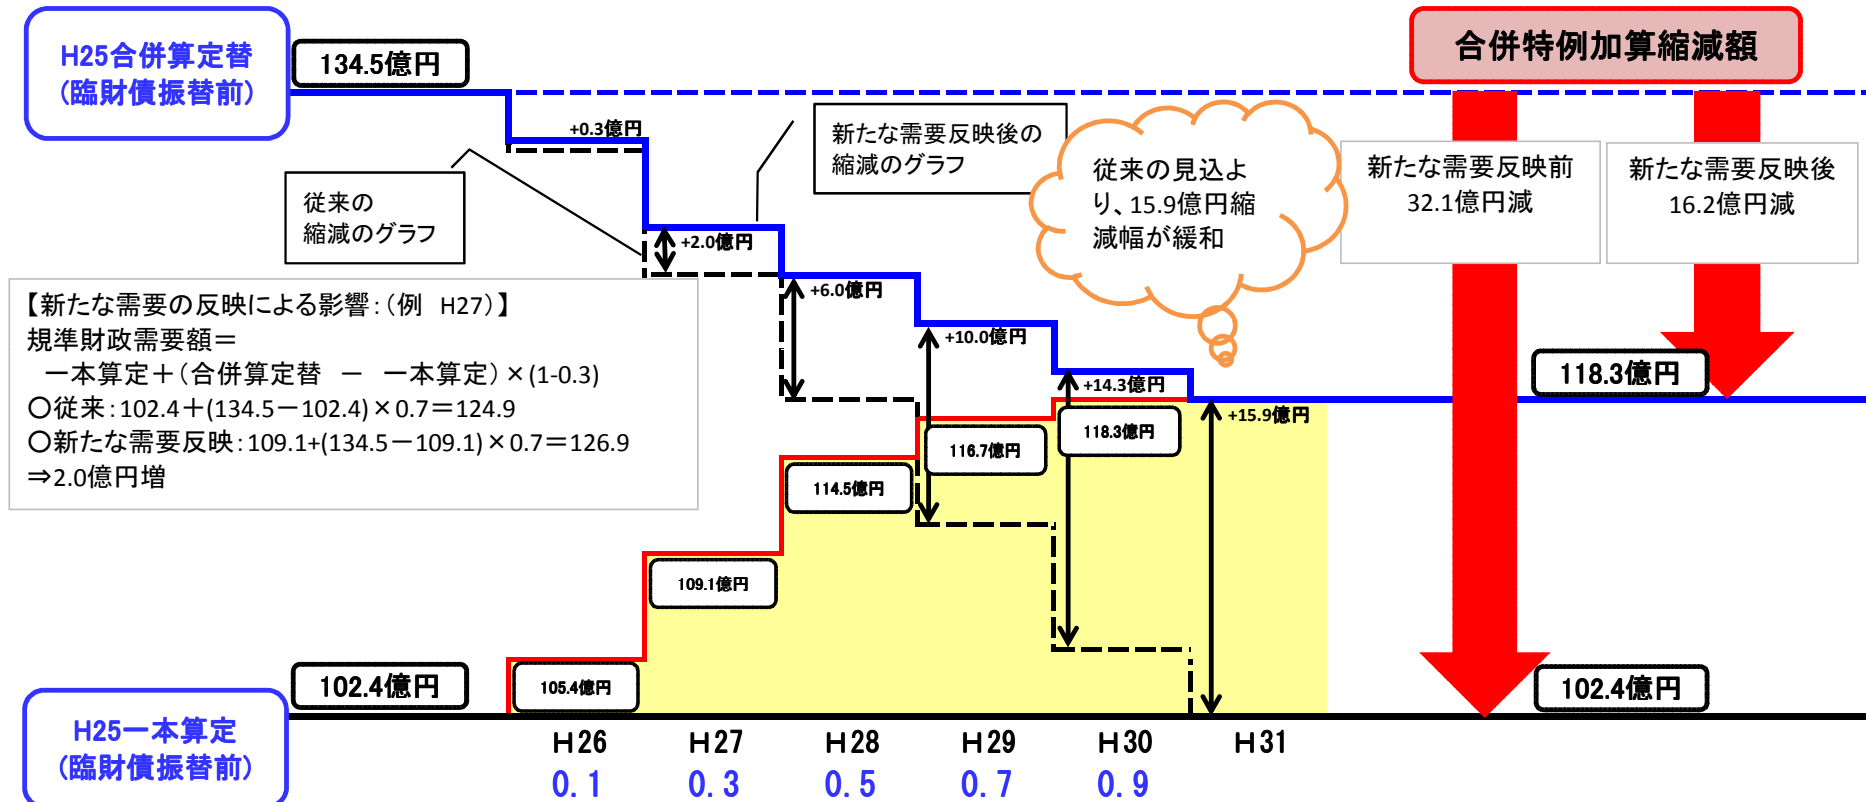 H25合併算定替
(臨財債振替前)
134.5億円
合併特例加算縮減額
+0.3億円
新たな需要反映後の
縮減のグラフ
従来の見込よ
り、15.9億円縮
減幅が緩和
新たな需要反映前
32.1億円減
新たな需要反映後
16.2億円減
従来の
縮減のグラフ
+2.0億円
+6.0億円
+10.0億円
+14.3億円
+15.9億円
118.3億円
【新たな需要の反映による影響：(例 H27)】
規準財政需要額＝
一本算定＋(合併算定替 － 一本算定)×(1-0.3)
○従来：102.4＋(134.5－102.4)×0.7＝124.9
○新たな需要反映：109.1+(134.5－109.1)×0.7＝126.9
⇒2.0億円増
118.3億円
116.7億円
114.5億円
109.1億円
105.4億円
102.4億円
102.4億円
H25一本算定
(臨財債振替前)
H26 H27 H28 H29 H30 H31
0.1 0.3 0.5 0.7 0.9